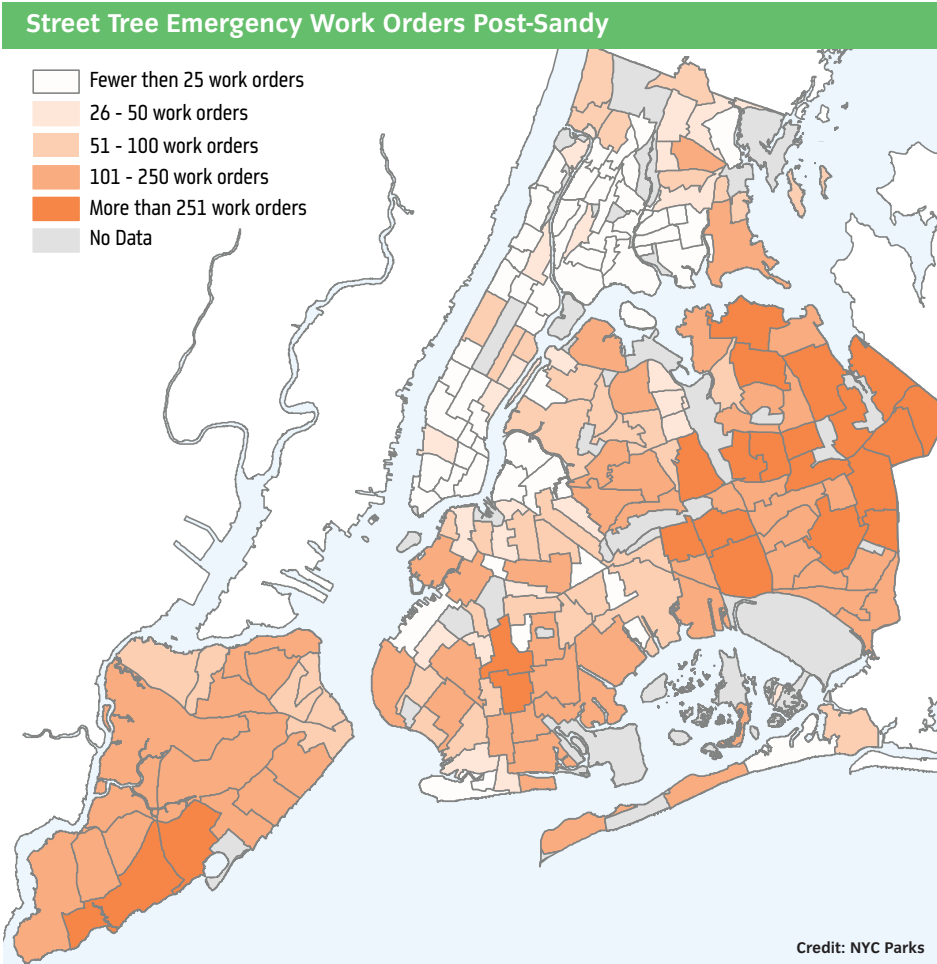 Street Tree Emergency Work Orders Post-Sandy
Fewer then 25 work orders
26 - 50 work orders
51 - 100 work orders
101 - 250 work orders
More than 251 work orders
No Data
Credit: NYC Parks